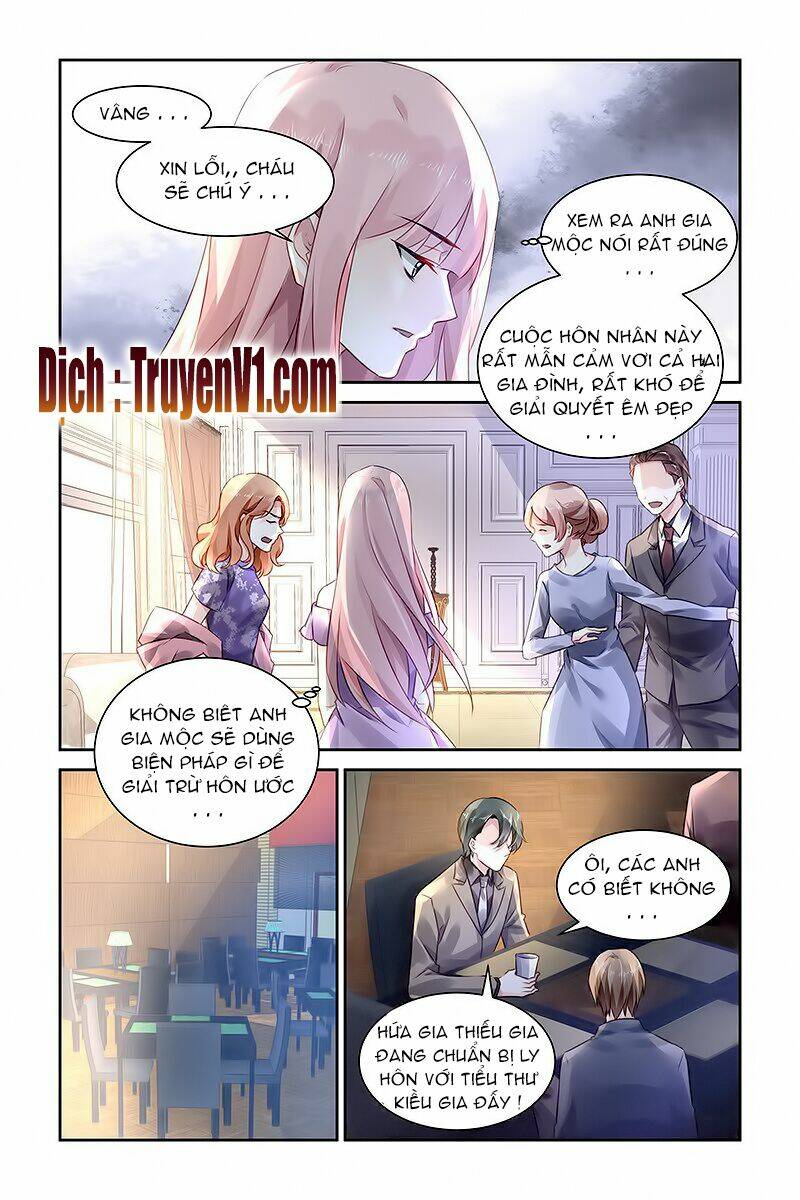 VÂNG . . .
XIN LỖI,, CHÁU
SẼ CHÚ Ý . . .
XEM RA ANH GIA
MỘC NÓI RẤT ĐÚNG
. . .
CUỘC HÔN NHÂN NÀY
RẤT MẪN CẢM VƠI CẢ HAI
GIA ĐÌNH, RẤT KHÓ ĐỂ
GIẢI QUYẾT ÊM ĐẸP
. . .
Dịch : TruyenV1.com
KHÔNG BIÊT ANH
GIA MỘC SẼ DÙNG
BIỆN PHÁP GÌ ĐỂ
GIẢI TRỪ HÔN ƯỚC
. . .
ÔI, CÁC ANH
CÓ BIẾT KHÔNG
. . .
HỨA GIA THIẾU GIA
ĐANG CHUẨN BỊ LY
HÔN VỚI TIỂU THƯ
KIỀU GIA ĐẤY !